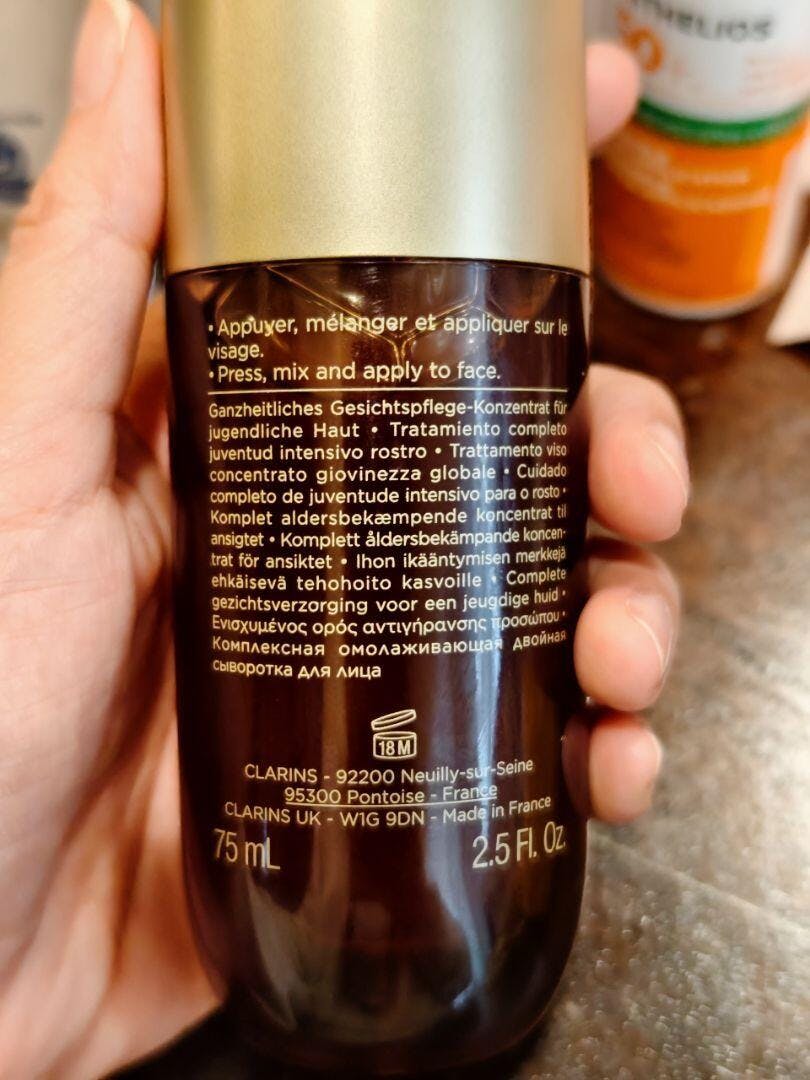 • Appuyer, mélanger et appliquer sur le
visage.
• Press, mix and apply to face.
Ganzheitliches Gesichtspflege-Konzentrat für
jugendliche Haut • Tratamiento completo
juventud intensivo rostro • Trattamento viso
concentrato giovinezza globale • Cuidado
completo de juventude intensivo para o rosto •
Komplet aldersbekæmpende koncentrat til
ansigtet • Komplett åldersbekämpande koncen-
trat för ansiktet • Ihon ikääntymisen merkkejä
ehkäisevä tehohoito kasvoille • Complete
gezichtsverzorging voor een jeugdige huid •
Ενισχυμένος ορός αντιγήρανσης προσώπου •
Комплексная омолаживающая двойная
сыворотка для лица
18 M
CLARINS - 92200 Neuilly-sur-Seine
95300 Pontoise - France
CLARINS UK - W1G 9DN - Made in France
75 mL 2.5 Fl. Oz.